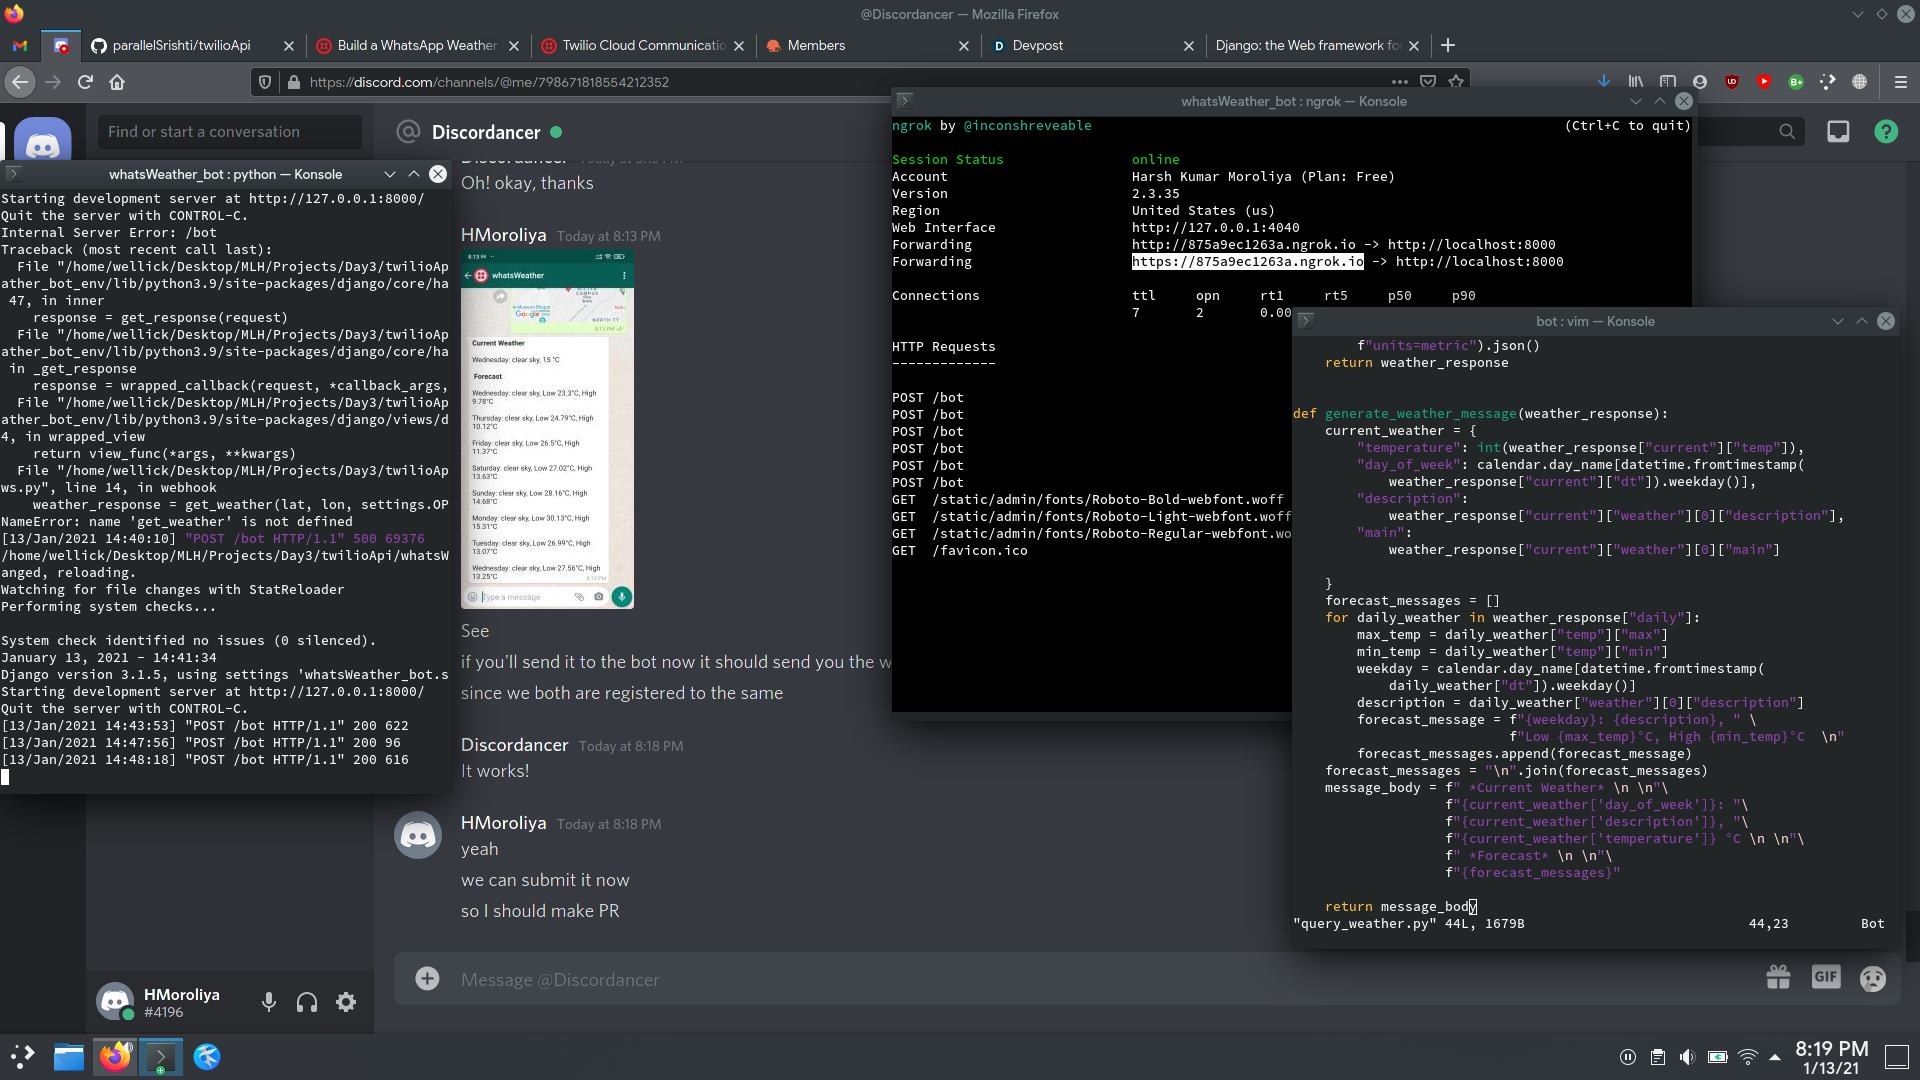 @Discordancer — Mozilla Firefox
parallelSrishti/twilioApi
Build a WhatsApp Weather
Twilio Cloud Communicatio
Members
Devpost
Django: the Web framework fo
https://discord.com/channels/@me/798671818554212352
Find or start a conversation
Discordancer
Oh! okay, thanks
HMoroliya Today at 8:13 PM
8:13 M
whatsWeather
Google
NORTH TT
8:13 PM
Current Weather
Wednesday: clear sky, 15 °C
Forecast
Wednesday: clear sky, Low 23.3°C, High
9.78°C
Thursday: clear sky, Low 24.79°C, High
10.12°C
Friday: clear sky, Low 26.5°C, High
11.37°C
Saturday: clear sky, Low 27.02°C, High
13.63°C
Sunday: clear sky, Low 28.16°C, High
14.68°C
Monday: clear sky, Low 30.13°C, High
15.31°C
Tuesday: clear sky, Low 26.99°C, High
13.07°C
Wednesday: clear sky, Low 27.56°C, High
13.25°C
8:13 PM
Type a message
See
if you'll send it to the bot now it should send you the w
since we both are registered to the same
Discordancer Today at 8:18 PM
It works!
HMoroliya Today at 8:18 PM
yeah
we can submit it now
so I should make PR
Message @Discordancer
GIF
HMoroliya
#4196
whatsWeather_bot : python — Konsole
Starting development server at http://127.0.0.1:8000/
Quit the server with CONTROL-C.
Internal Server Error: /bot
Traceback (most recent call last):
File "/home/wellick/Desktop/MLH/Projects/Day3/twilioAp
ather_bot_env/lib/python3.9/site-packages/django/core/ha
47, in inner
response = get_response(request)
File "/home/wellick/Desktop/MLH/Projects/Day3/twilioAp
ather_bot_env/lib/python3.9/site-packages/django/core/ha
in _get_response
response = wrapped_callback(request, *callback_args,
File "/home/wellick/Desktop/MLH/Projects/Day3/twilioAp
ather_bot_env/lib/python3.9/site-packages/django/views/d
4, in wrapped_view
return view_func(*args, **kwargs)
File "/home/wellick/Desktop/MLH/Projects/Day3/twilioAp
ws.py", line 14, in webhook
weather_response = get_weather(lat, lon, settings.OP
NameError: name 'get_weather' is not defined
[13/Jan/2021 14:40:10] "POST /bot HTTP/1.1" 500 69376
/home/wellick/Desktop/MLH/Projects/Day3/twilioApi/whatsW
anged, reloading.
Watching for file changes with StatReloader
Performing system checks...
System check identified no issues (0 silenced).
January 13, 2021 - 14:41:34
Django version 3.1.5, using settings 'whatsWeather_bot.s
Starting development server at http://127.0.0.1:8000/
Quit the server with CONTROL-C.
[13/Jan/2021 14:43:53] "POST /bot HTTP/1.1" 200 622
[13/Jan/2021 14:47:56] "POST /bot HTTP/1.1" 200 96
[13/Jan/2021 14:48:18] "POST /bot HTTP/1.1" 200 616
whatsWeather_bot : ngrok — Konsole
ngrok by @inconshreveable (Ctrl+C to quit)
Session Status online
Account Harsh Kumar Moroliya (Plan: Free)
Version 2.3.35
Region United States (us)
Web Interface http://127.0.0.1:4040
Forwarding http://875a9ec1263a.ngrok.io -> http://localhost:8000
Forwarding https://875a9ec1263a.ngrok.io -> http://localhost:8000
Connections ttl opn rt1 rt5 p50 p90
7 2 0.00
HTTP Requests
-------------
POST /bot
POST /bot
POST /bot
POST /bot
POST /bot
POST /bot
GET /static/admin/fonts/Roboto-Bold-webfont.woff
GET /static/admin/fonts/Roboto-Light-webfont.woff
GET /static/admin/fonts/Roboto-Regular-webfont.wo
GET /favicon.ico
bot : vim — Konsole
f"units=metric").json()
return weather_response
def generate_weather_message(weather_response):
current_weather = {
"temperature": int(weather_response["current"]["temp"]),
"day_of_week": calendar.day_name[datetime.fromtimestamp(
weather_response["current"]["dt"]).weekday()],
"description":
weather_response["current"]["weather"][0]["description"],
"main":
weather_response["current"]["weather"][0]["main"]
}
forecast_messages = []
for daily_weather in weather_response["daily"]:
max_temp = daily_weather["temp"]["max"]
min_temp = daily_weather["temp"]["min"]
weekday = calendar.day_name[datetime.fromtimestamp(
daily_weather["dt"]).weekday()]
description = daily_weather["weather"][0]["description"]
forecast_message = f"{weekday}: {description}, " \
f"Low {max_temp}°C, High {min_temp}°C \n"
forecast_messages.append(forecast_message)
forecast_messages = "\n".join(forecast_messages)
message_body = f" *Current Weather* \n \n"\
f"{current_weather['day_of_week']}: "\
f"{current_weather['description']}, "\
f"{current_weather['temperature']} °C \n \n"\
f" *Forecast* \n \n"\
f"{forecast_messages}"
return message_body
"query_weather.py" 44L, 1679B 44,23 Bot
8:19 PM
1/13/21